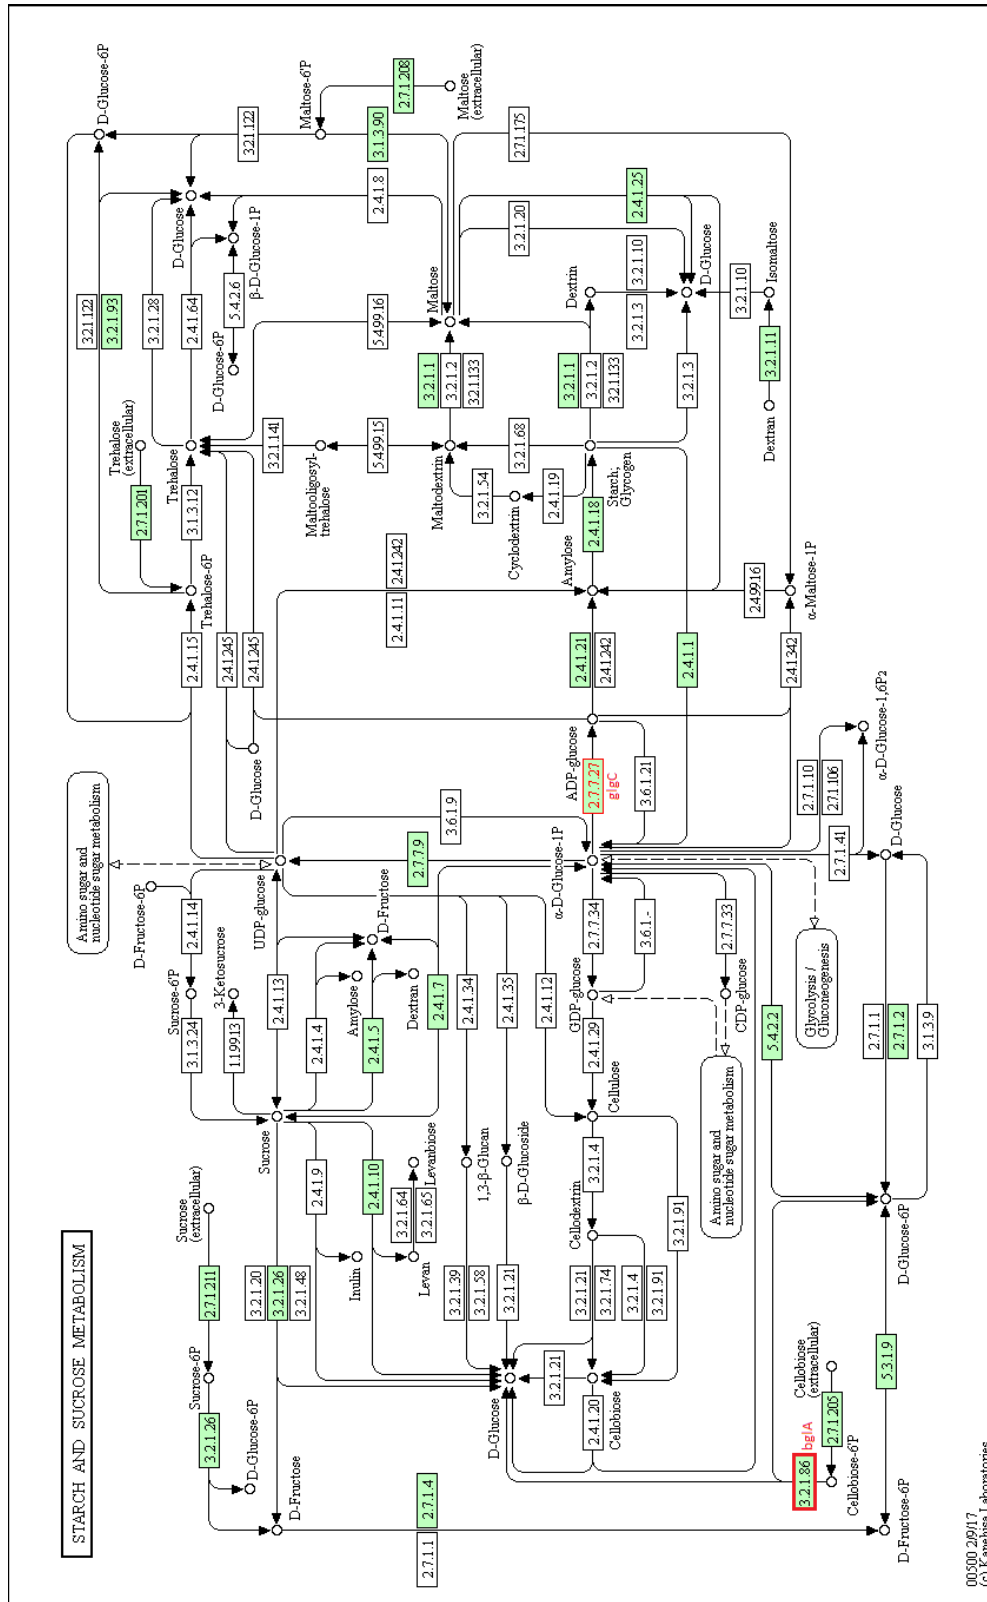 STARCH AND SUCROSE METABOLISM
Amino sugar and
nucleotide sugar metabolism
D-Glucose-6P
3.2.1.122
3.2.1.93
Trehalose
(extracellular)
2.7.1.201
D-Fructose-6P
2.4.1.14
Sucrose
(extracellular)
Sucrose-6P
2.7.1.211
3.2.1.26
D-Glucose-6P
Sucrose-6'P
3.1.3.24
3-Ketosucrose
1.1.99.13
Trehalose-6P
2.4.1.15
3.1.3.12
Trehalose
3.2.1.28
2.4.1.64
D-Glucose
3.2.1.122
2.4.1.245
2.4.1.245
D-Glucose
D-Glucose-6P
5.4.2.6
β-D-Glucose-1P
D-Fructose
3.2.1.20
3.2.1.26
3.2.1.48
Sucrose
2.4.1.13
UDP-glucose
3.2.1.141
Maltooligosyl-
trehalose
Maltose-6'P
2.4.1.9
2.4.1.4
Amylose
2.4.1.5
D-Fructose
Inulin
2.4.1.10
Levan
3.2.1.64
3.2.1.65
Levanbiose
Dextran
2.4.1.7
2.7.7.9
3.6.1.9
2.4.1.11
2.4.1.242
5.4.99.15
5.4.99.16
2.4.1.8
3.1.3.90
2.7.1.208
Maltose
(extracellular)
2.7.1.1
2.7.1.4
3.2.1.39
3.2.1.58
1,3-β-Glucan
2.4.1.34
Maltodextrin
3.2.1.1
3.2.1.2
3.2.1.133
Maltose
D-Glucose
3.2.1.21
β-D-Glucoside
2.4.1.35
Cyclodextrin
3.2.1.54
2.4.1.19
3.2.1.68
3.2.1.20
2.7.1.175
3.2.1.21
2.4.1.12
Cellobiose
2.4.1.20
3.2.1.21
3.2.1.74
3.2.1.4
3.2.1.91
Cellodextrin
3.2.1.4
Cellulose
2.4.1.29
GDP-glucose
2.7.7.34
α-D-Glucose-1P
2.7.7.27
glgC
ADP-glucose
2.4.1.21
2.4.1.242
Amylose
2.4.1.18
Starch;
Glycogen
3.2.1.1
3.2.1.2
3.2.1.133
Dextrin
3.2.1.3
3.2.1.10
2.4.1.25
3.2.1.91
3.6.1.-
3.6.1.21
2.4.1.1
3.2.1.3
D-Glucose
3.2.1.10
Amino sugar and
nucleotide sugar metabolism
CDP-glucose
2.7.7.33
2.4.99.16
Dextran
3.2.1.11
Isomaltose
5.4.2.2
2.4.1.342
α-Maltose-1P
3.2.1.86
bglA
Cellobiose
(extracellular)
2.7.1.205
Cellobiose-6'P
Glycolysis /
Gluconeogenesis
2.7.1.10
2.7.1.106
2.7.1.41
α-D-Glucose-1,6P2
D-Fructose-6P
5.3.1.9
D-Glucose-6P
2.7.1.1
2.7.1.2
3.1.3.9
D-Glucose
00500 2/9/17
(c) Kanehisa Laboratories